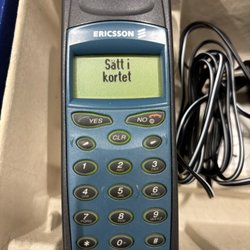 ERICSSON
Sätt i
kortet
YES
NO
CLR
1
2
3
4
5
6
7
8
9
*
0
#